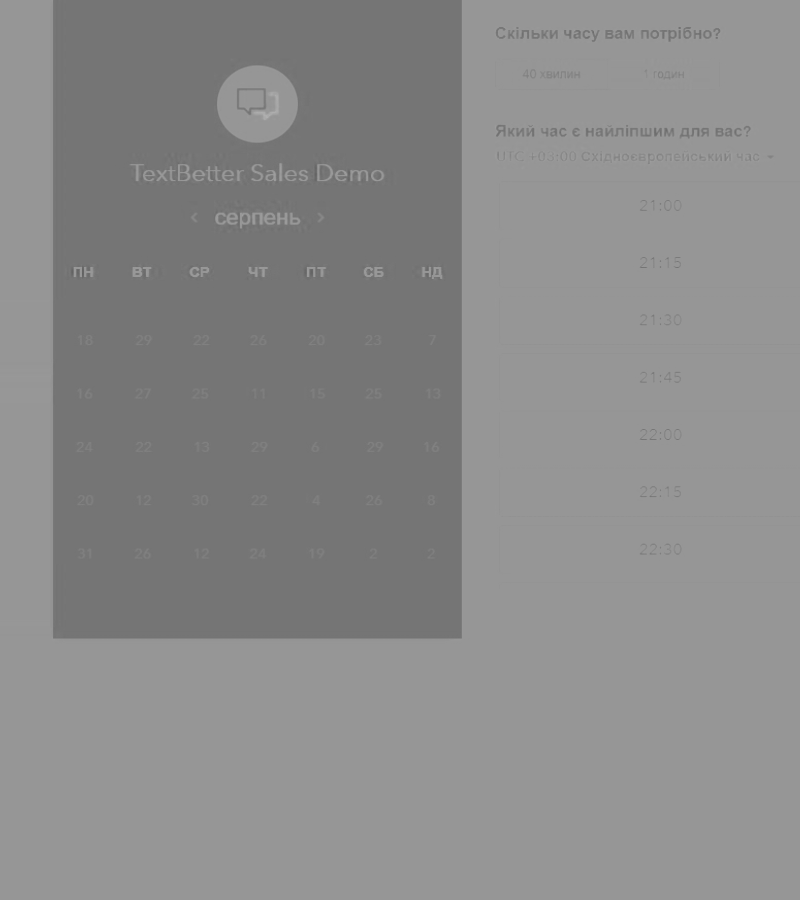 TextBetter Sales Demo
серпень
ПН ВТ СР ЧТ ПТ СБ НД
18 29 22 26 20 23 7
16 27 25 11 15 25 13
24 22 13 29 6 29 16
20 12 30 22 4 26 8
31 26 12 24 19 2 2
Скільки часу вам потрібно?
40 хвилин 1 годин
Який час є найліпшим для вас?
UTC +03:00 Східноєвропейський час
21:00
21:15
21:30
21:45
22:00
22:15
22:30